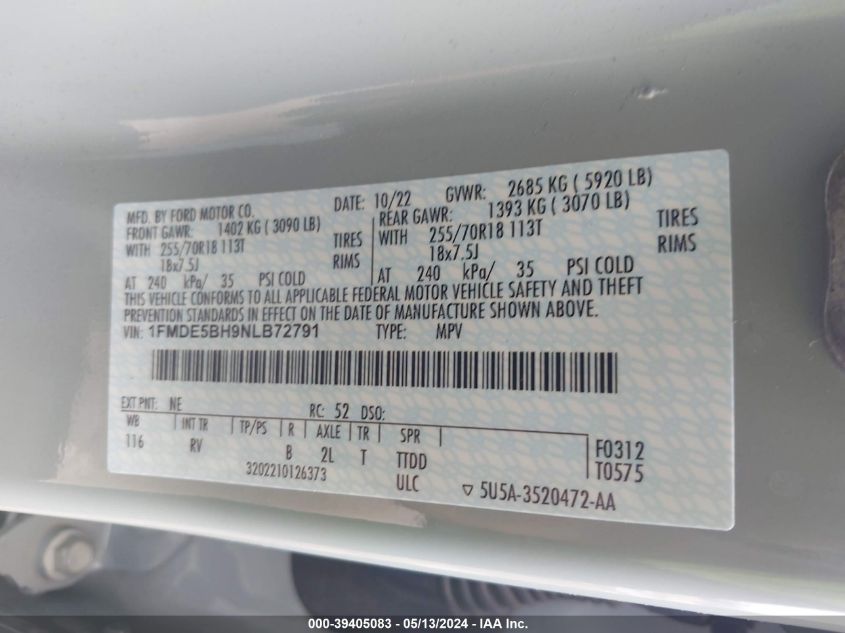 MFD. BY FORD MOTOR CO.
DATE: 10/22 GVWR: 2685 KG ( 5920 LB)
FRONT GAWR: 1402 KG ( 3090 LB)
REAR GAWR: 1393 KG ( 3070 LB)
WITH 255/70R18 113T TIRES
WITH 255/70R18 113T TIRES
18x7.5J RIMS
18x7.5J RIMS
AT 240 kPa/ 35 PSI COLD
AT 240 kPa/ 35 PSI COLD
THIS VEHICLE CONFORMS TO ALL APPLICABLE FEDERAL MOTOR VEHICLE SAFETY AND THEFT
PREVENTION STANDARDS IN EFFECT ON THE DATE OF MANUFACTURE SHOWN ABOVE.
VIN: 1FMDE5BH9NLB72791 TYPE: MPV
EXT PNT: NE RC: 52 DSO:
WB INT TR TP/PS R AXLE TR SPR
116 RV B 2L T TTDD
F0312
T0575
3202210126373 ULC
▽ 5U5A-3520472-AA
000-39405083 - 05/13/2024 - IAA Inc.